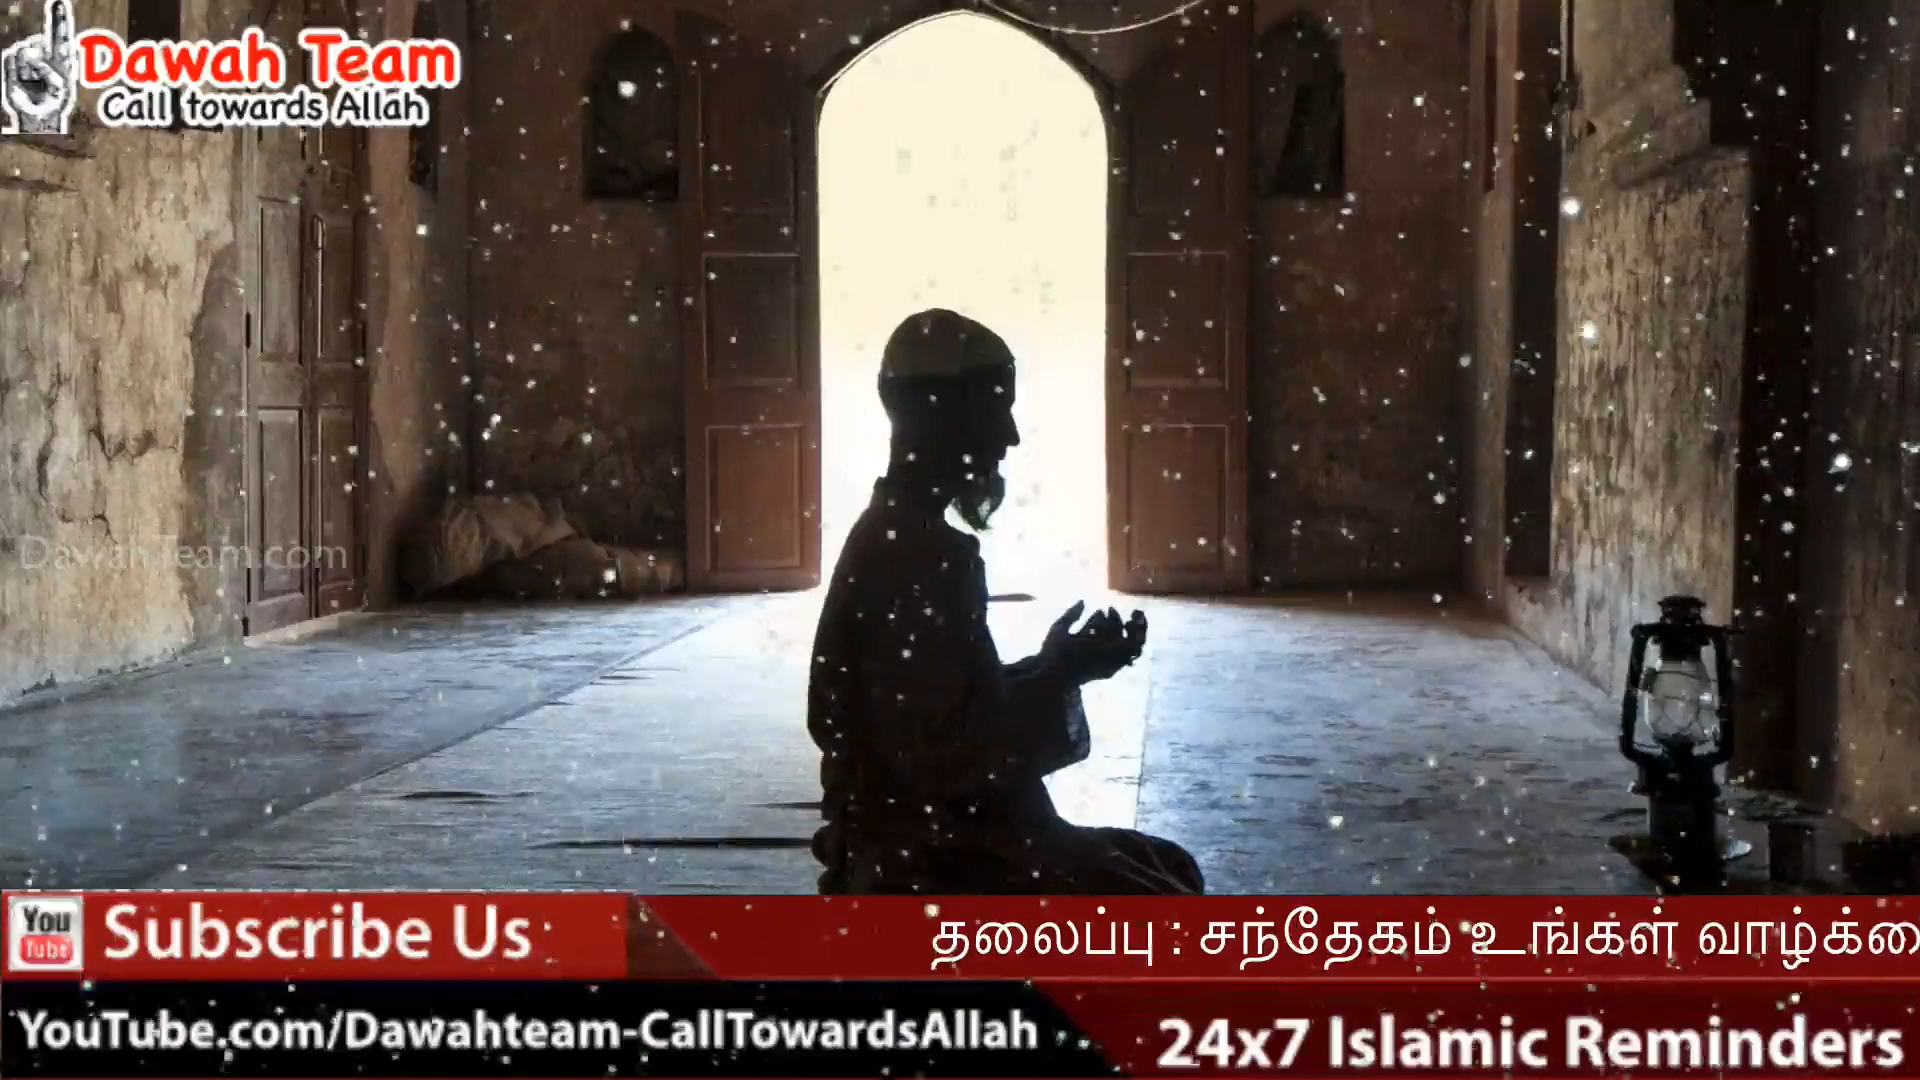 Dawah Team
Call towards Allah
DawahTeam.com
You
Tube
Subscribe Us
தலைப்பு : சந்தேகம் உங்கள் வாழ்க்கை
YouTube.com/Dawahteam-CallTowardsAllah
24x7 Islamic Reminders